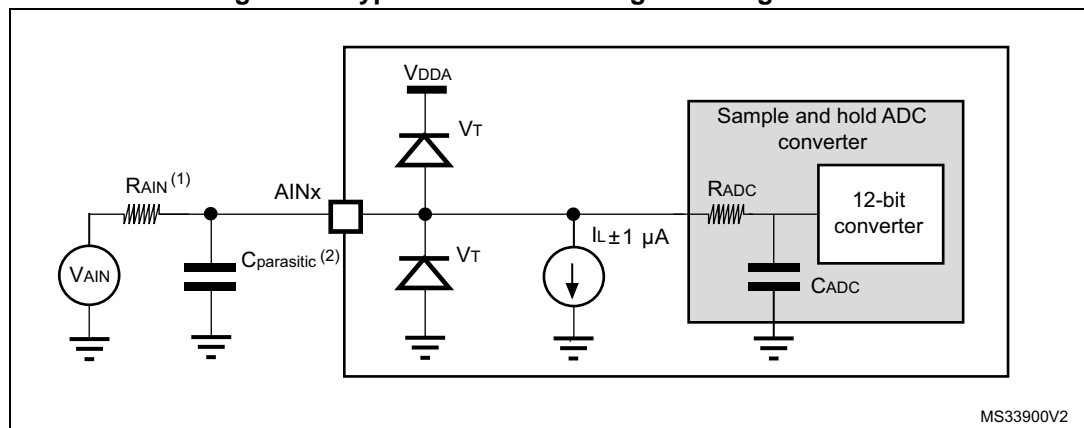 VDDA
VT
Sample and hold ADC
converter
RAIN (1)
AINx
RADC
12-bit
converter
IL ± 1 µA
VAIN
Cparasitic (2)
VT
CADC
MS33900V2